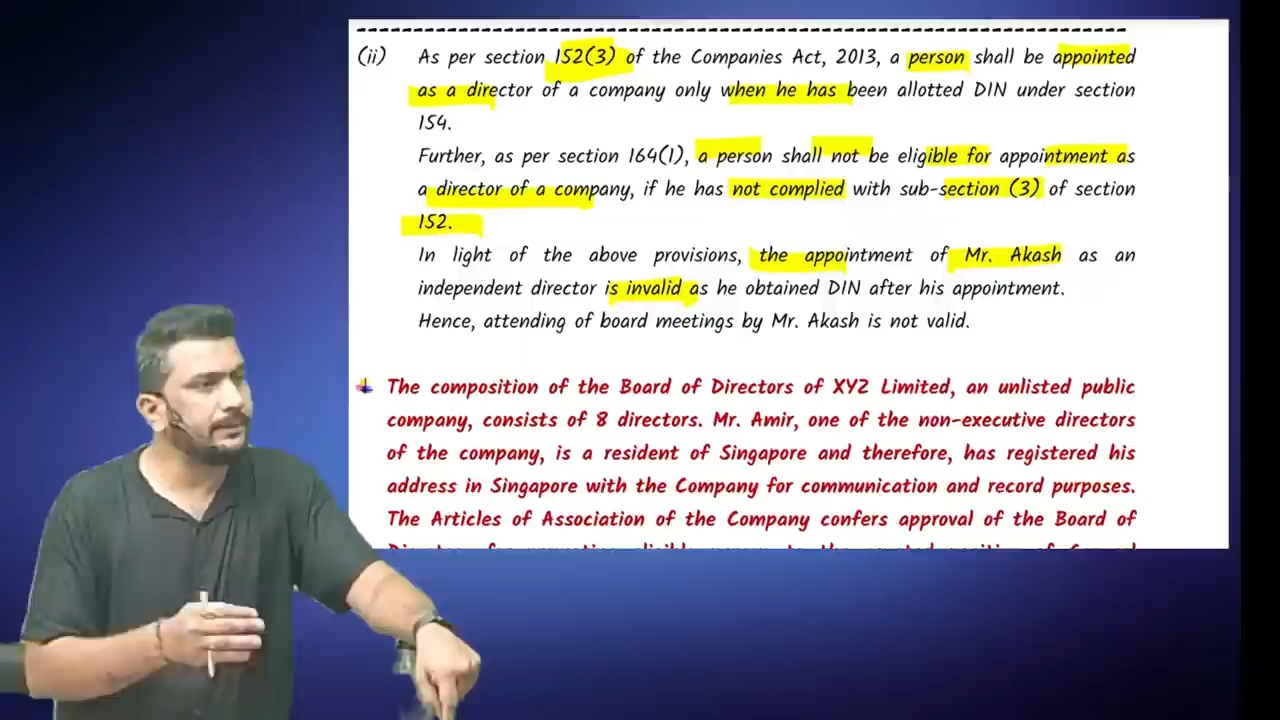 (ii) As per section 152(3) of the Companies Act, 2013, a person shall be appointed
as a director of a company only when he has been allotted DIN under section
154.
Further, as per section 164(1), a person shall not be eligible for appointment as
a director of a company, if he has not complied with sub-section (3) of section
152.
In light of the above provisions, the appointment of Mr. Akash as an
independent director is invalid as he obtained DIN after his appointment.
Hence, attending of board meetings by Mr. Akash is not valid.
The composition of the Board of Directors of XYZ Limited, an unlisted public
company, consists of 8 directors. Mr. Amir, one of the non-executive directors
of the company, is a resident of Singapore and therefore, has registered his
address in Singapore with the Company for communication and record purposes.
The Articles of Association of the Company confers approval of the Board of